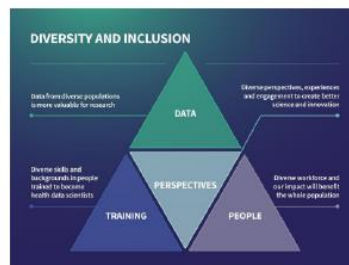 DIVERSITY AND INCLUSION
Data from diverse populations
is more valuable for research
Diverse perspectives, experiences
and engagement to create better
science and innovation
DATA
Diverse skills and
backgrounds in people
trained to become
health data scientists
PERSPECTIVES
Diverse workforce and
our impact will benefit
the whole population
TRAINING
PEOPLE